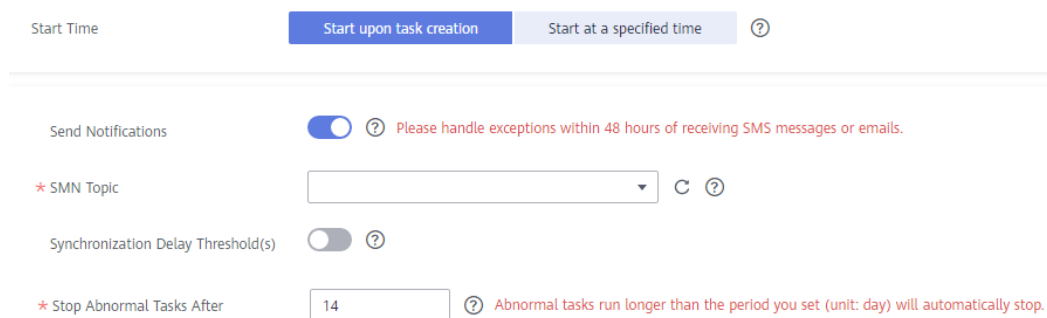 Start Time Start upon task creation Start at a specified time ?
Send Notifications ? Please handle exceptions within 48 hours of receiving SMS messages or emails.
* SMN Topic ?
Synchronization Delay Threshold(s) ?
* Stop Abnormal Tasks After 14 ? Abnormal tasks run longer than the period you set (unit: day) will automatically stop.